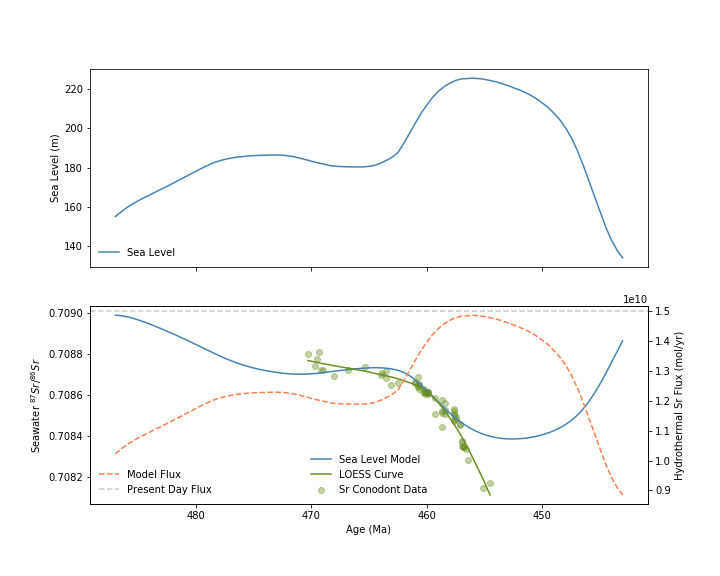 220
200
180
160
140
Sea Level (m)
Sea Level
1e10
0.7090
0.7088
0.7086
0.7084
0.7082
Seawater ⁸⁷Sr/⁸⁶Sr
1.5
1.4
1.3
1.2
1.1
1.0
0.9
Hydrothermal Sr Flux (mol/yr)
Model Flux
Present Day Flux
Sea Level Model
LOESS Curve
Sr Conodont Data
480 470 460 450
Age (Ma)